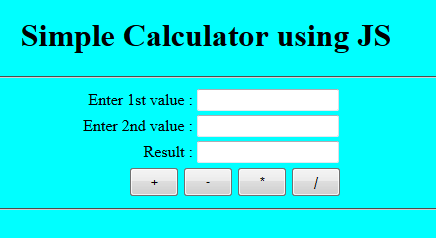 Simple Calculator using JS
Enter 1st value :
Enter 2nd value :
Result :
+ - * /